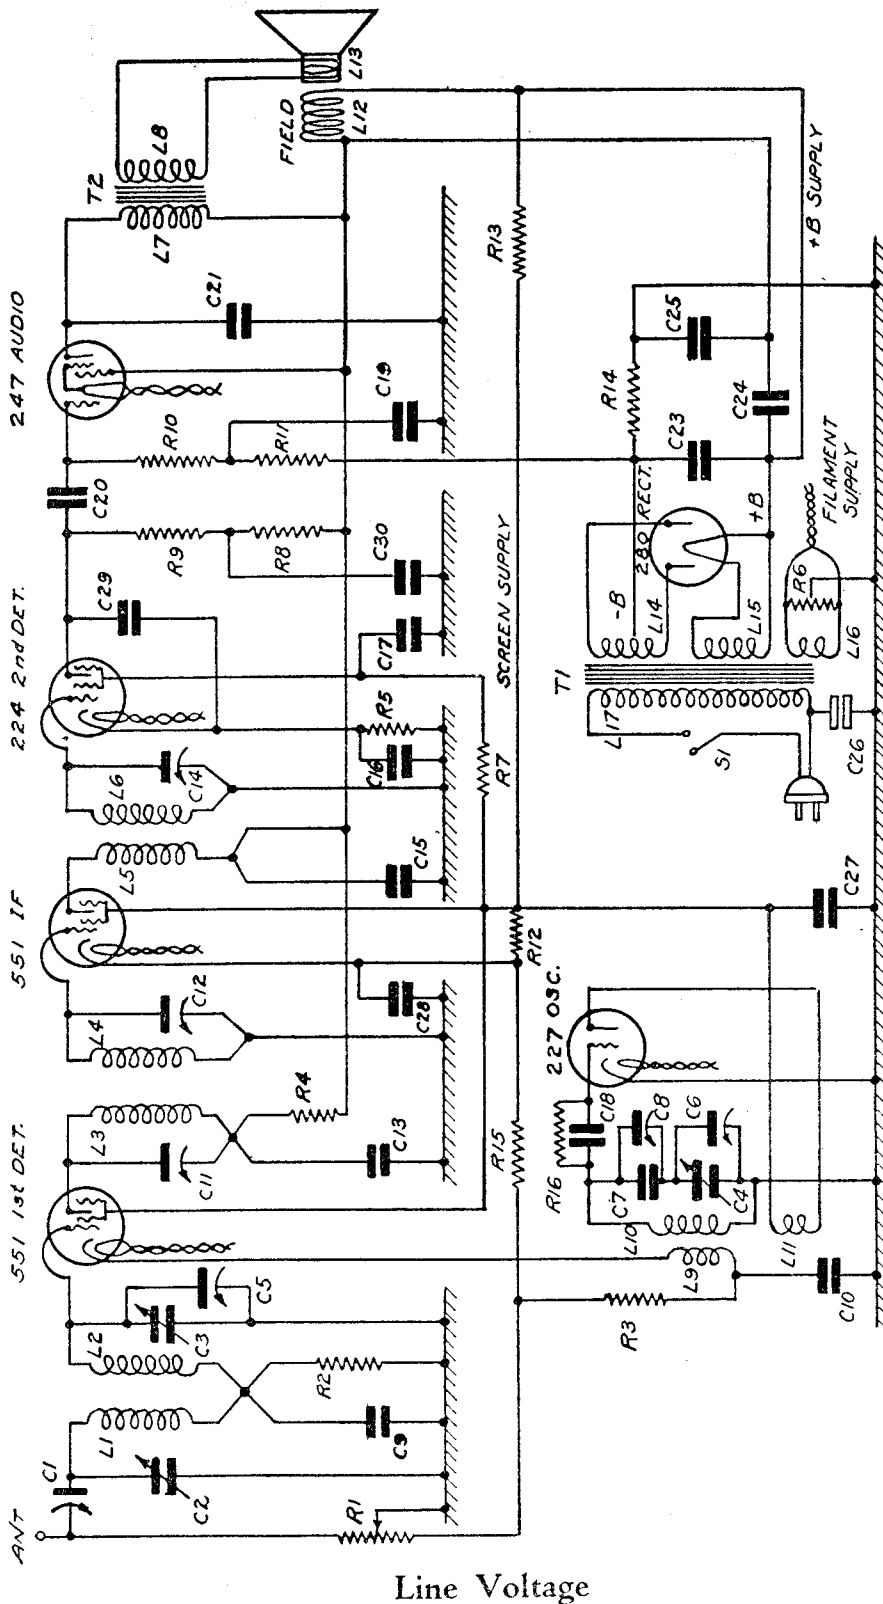 ANT
551 1st DET.
551 IF
224 2nd DET.
247 AUDIO
T2
C1
L1
C2
R1
L2
C3
C5
C9
R2
L3
C11
C13
R4
L4
C12
C28
L5
C15
L6
C14
C16
R5
C29
C17
R9
R8
C30
C20
R10
R11
C19
C21
L7
L8
FIELD
L12
L13
R7
SCREEN SUPPLY
R13
R15
R12
227 OSC.
R16
C18
C7
C8
C4
C6
L10
L9
L11
R3
C10
C27
T1
L17
S1
C26
-B
L14
280 RECT.
L15
+B
L16
R6
FILAMENT
SUPPLY
R14
C23
C24
C25
+B SUPPLY
Line Voltage